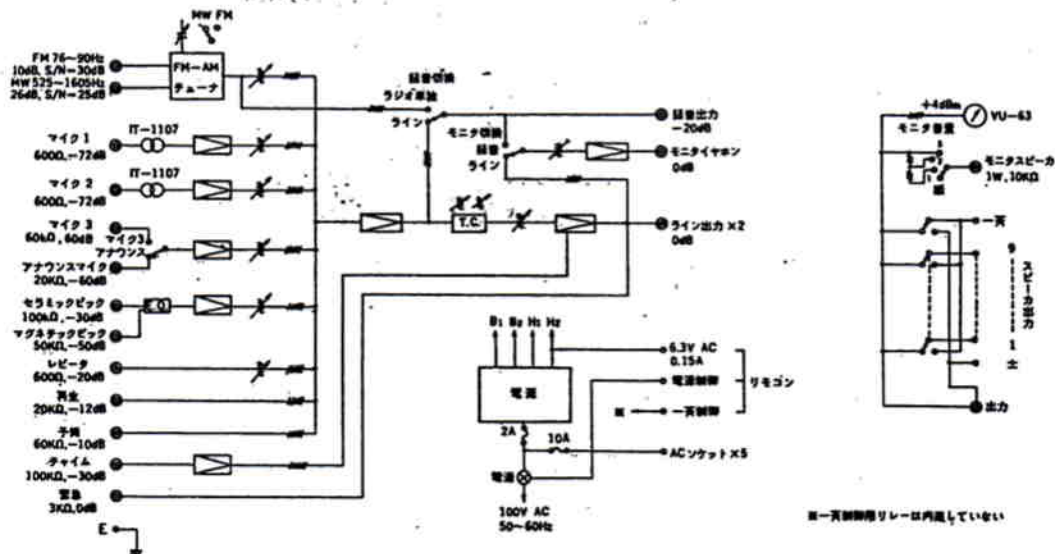 MW FM
FM 76~90Hz
10dB, S/N=30dB
MW 525~1605Hz
26dB, S/N=25dB
FM-AM
チューナ
マイク 1
600Ω,-72dB
IT-1107
マイク 2
600Ω,-72dB
IT-1107
マイク 3
60kΩ, 60dB
マイク3
アナウンス
アナウンスマイク
20KΩ,-60dB
セラミックピック
100kΩ,-30dB
EQ
マグネチックピック
50KΩ,-50dB
レピータ
600Ω,-20dB
再生
20KΩ,-12dB
予備
60KΩ,-10dB
チャイム
100KΩ,-30dB
緊急
3KΩ,0dB
E
録音切換
ラジオ単独
ライン
モニタ切換
録音
ライン
T.C.
録音出力
-20dB
モニタイヤホン
0dB
ライン出力×2
0dB
B1 B2 H1 H2
電源
6.3V AC
0.15A
電源制御
※
一斉制御
リモコン
2A
10A
ACソケット×5
電源
100V AC
50~60Hz
+4dBm
VU-63
モニタ音量
モニタスピーカ
1W,10KΩ
一斉
9
スピーカ出力
1
士
出力
※一斉制御用リレーは内蔵していない